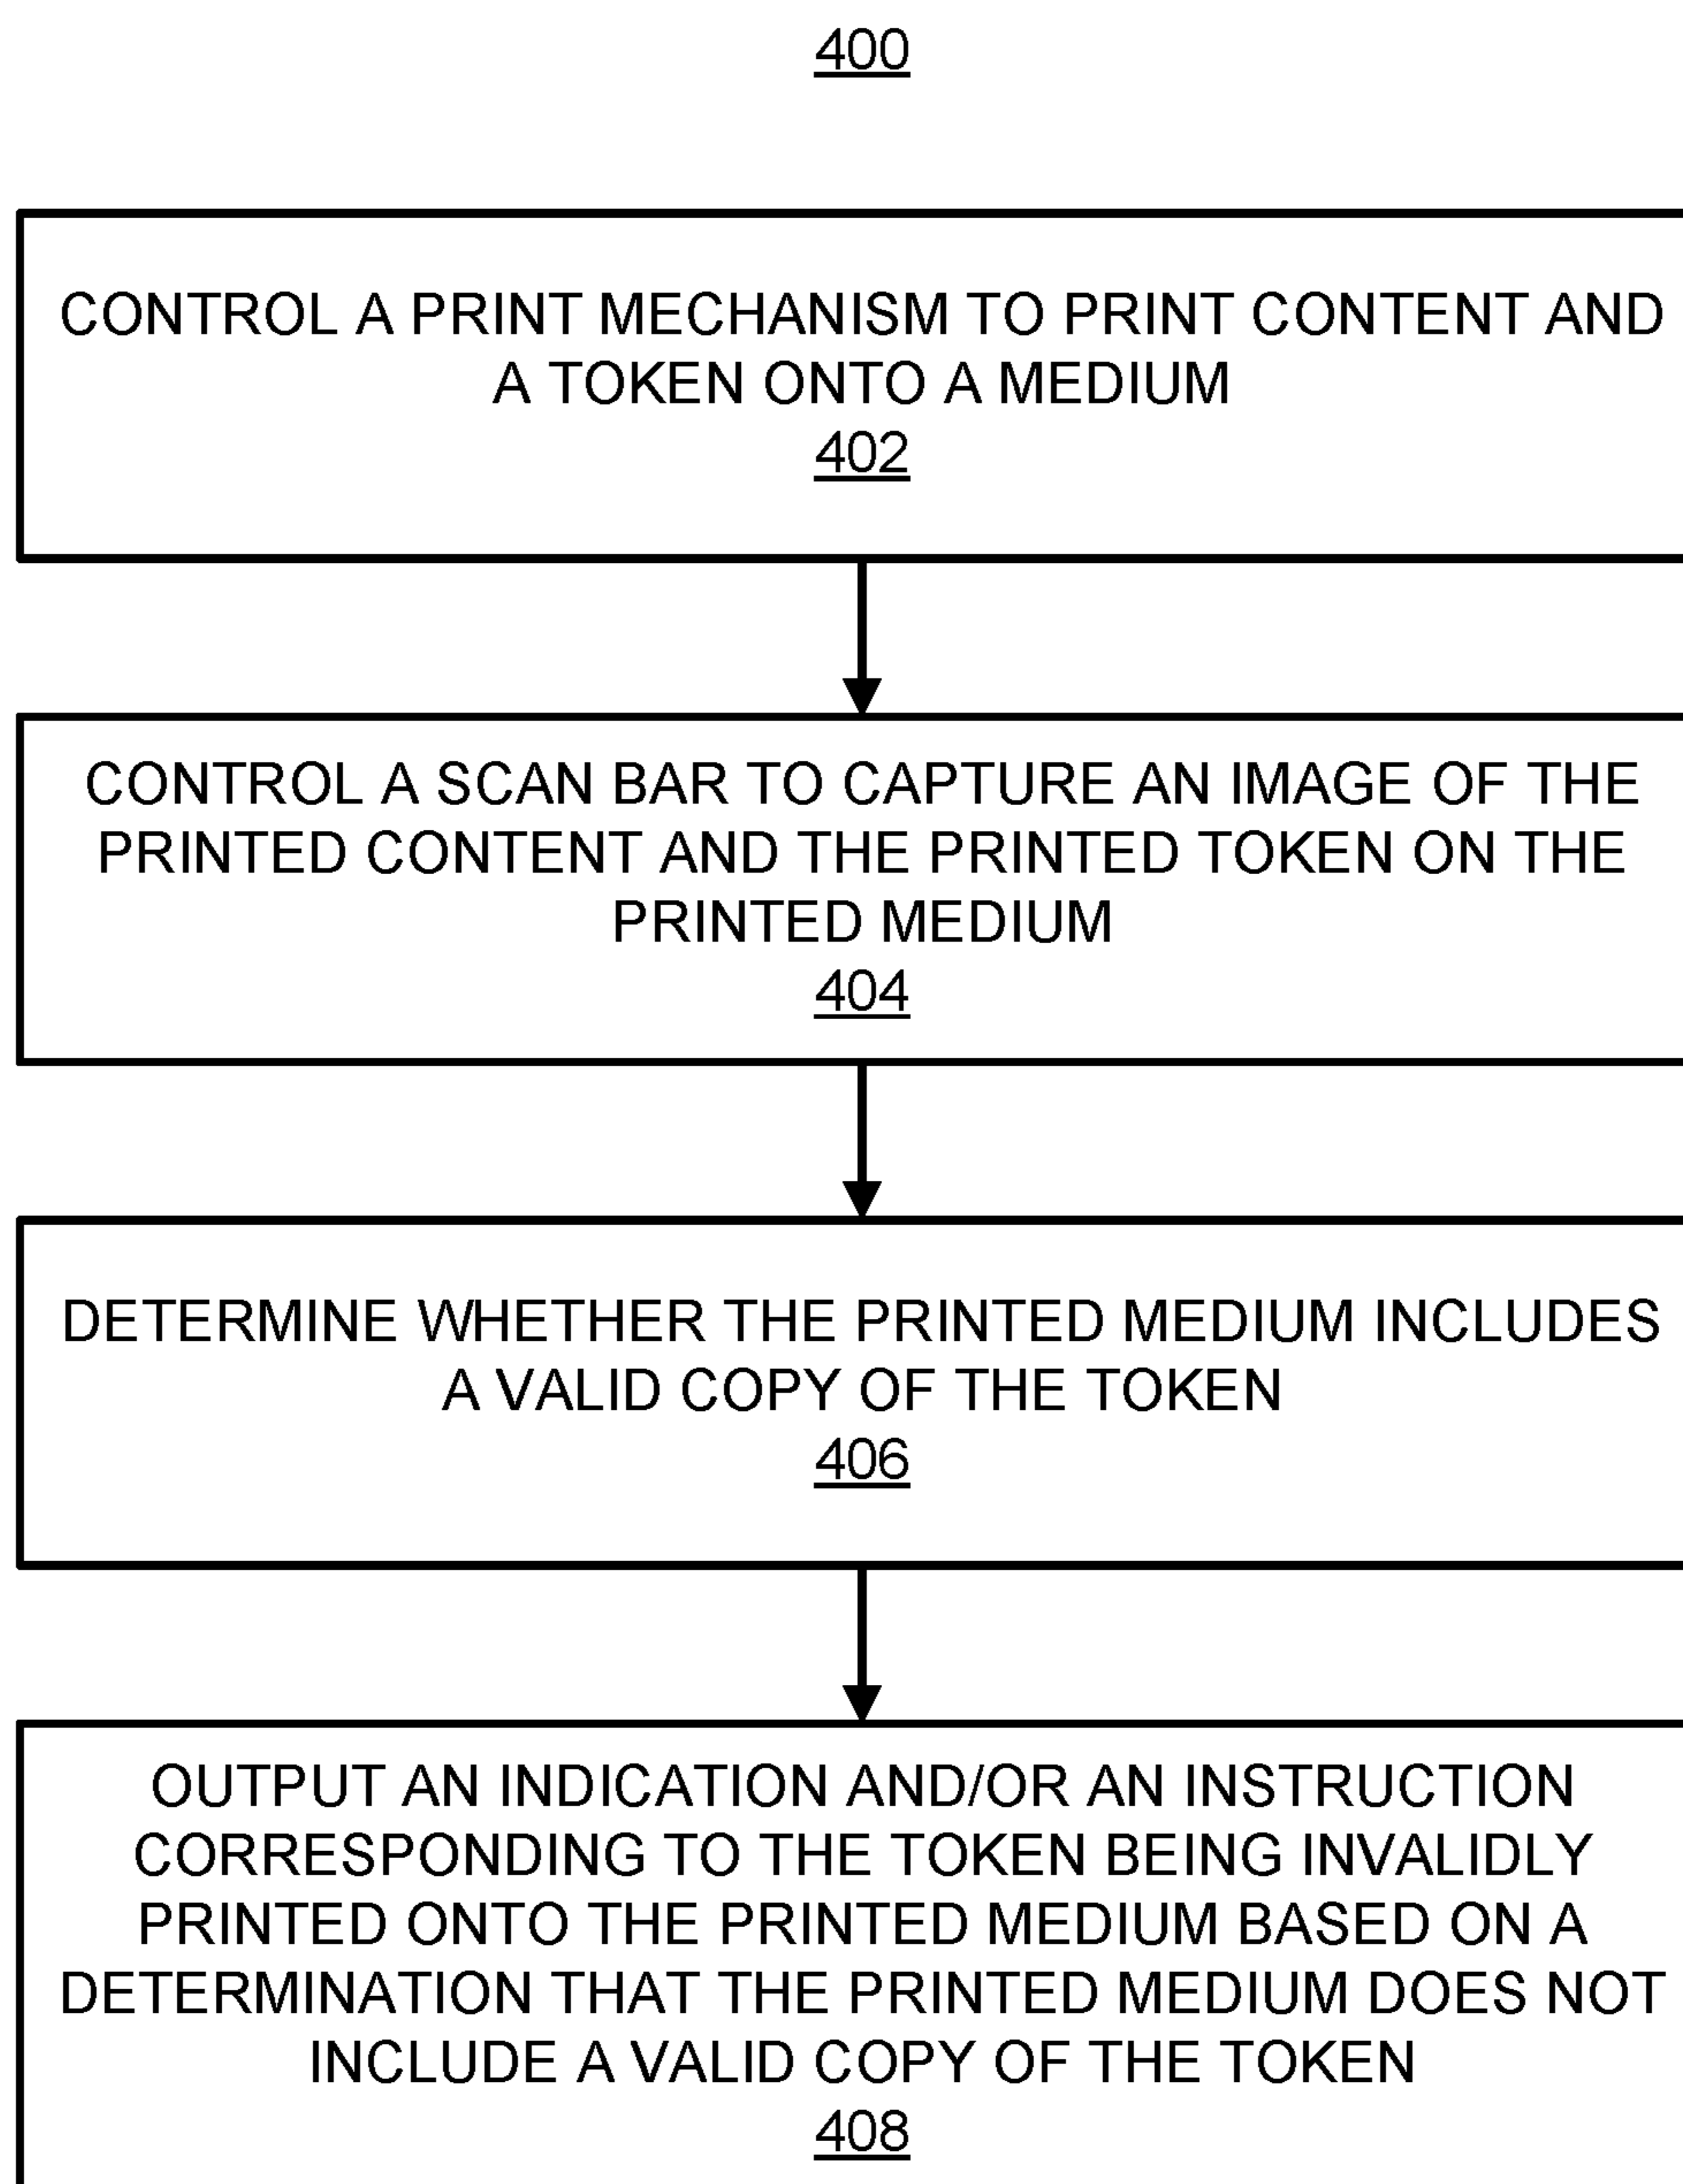 400
CONTROL A PRINT MECHANISM TO PRINT CONTENT AND
A TOKEN ONTO A MEDIUM
402
CONTROL A SCAN BAR TO CAPTURE AN IMAGE OF THE
PRINTED CONTENT AND THE PRINTED TOKEN ON THE
PRINTED MEDIUM
404
DETERMINE WHETHER THE PRINTED MEDIUM INCLUDES
A VALID COPY OF THE TOKEN
406
OUTPUT AN INDICATION AND/OR AN INSTRUCTION
CORRESPONDING TO THE TOKEN BEING INVALIDLY
PRINTED ONTO THE PRINTED MEDIUM BASED ON A
DETERMINATION THAT THE PRINTED MEDIUM DOES NOT
INCLUDE A VALID COPY OF THE TOKEN
408